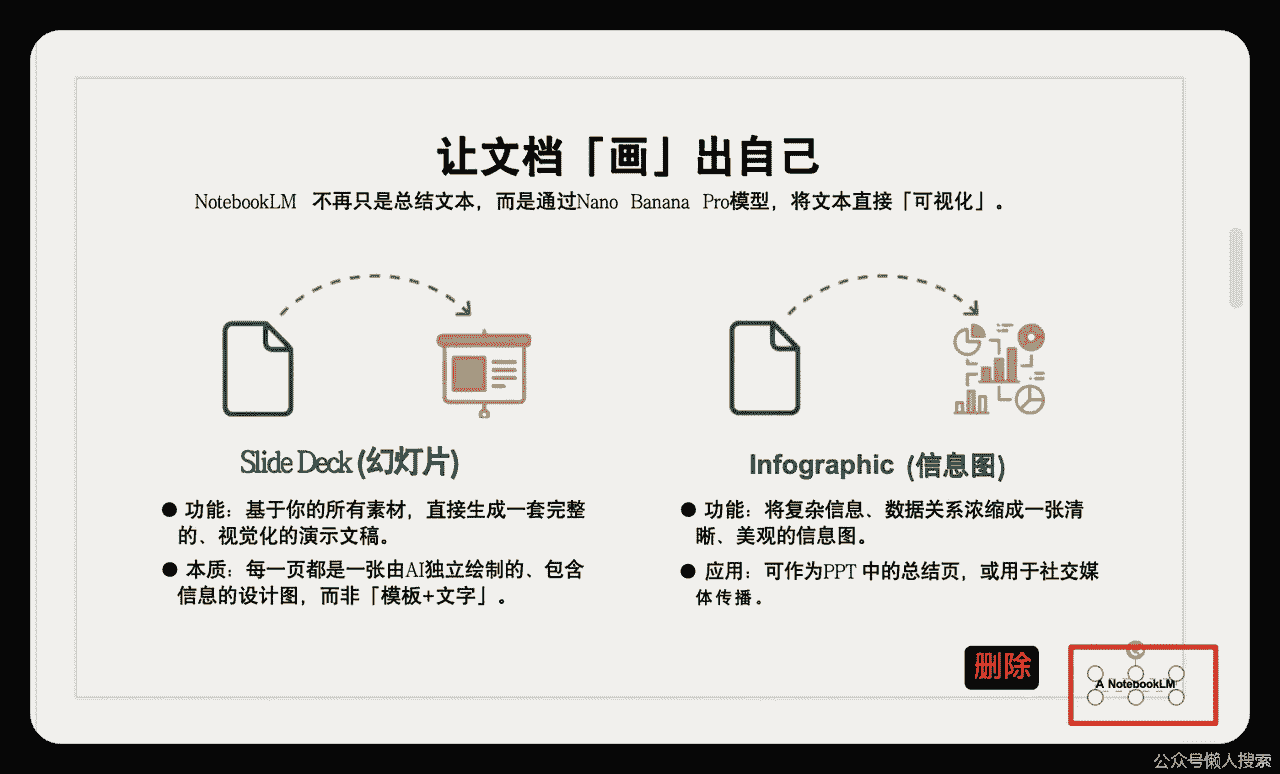 让文档「画」出自己
NotebookLM 不再只是总结文本，而是通过Nano Banana Pro模型，将文本直接「可视化」。
Slide Deck (幻灯片)
● 功能：基于你的所有素材，直接生成一套完整
的、视觉化的演示文稿。
● 本质：每一页都是一张由AI独立绘制的、包含
信息的设计图，而非「模板+文字」。
Infographic (信息图)
● 功能：将复杂信息、数据关系浓缩成一张清
晰、美观的信息图。
● 应用：可作为PPT 中的总结页，或用于社交媒
体传播。
删除
A NotebookLM
公众号懒人搜索